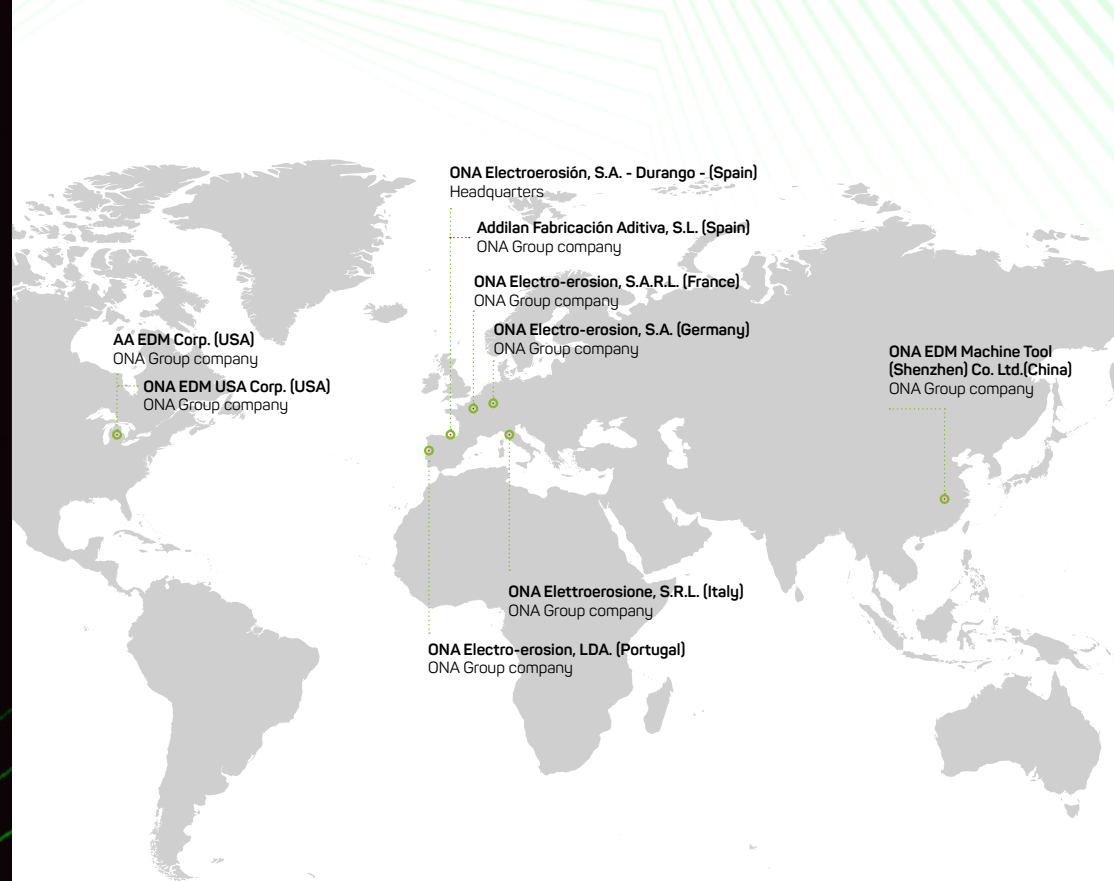 ONA Electroerosión, S.A. - Durango - (Spain)
Headquarters
Addilan Fabricación Aditiva, S.L. (Spain)
ONA Group company
ONA Electro-erosion, S.A.R.L. (France)
ONA Group company
ONA Electro-erosion, S.A. (Germany)
ONA Group company
AA EDM Corp. (USA)
ONA Group company
ONA EDM USA Corp. (USA)
ONA Group company
ONA EDM Machine Tool
(Shenzhen) Co. Ltd.(China)
ONA Group company
ONA Elettroerosione, S.R.L. (Italy)
ONA Group company
ONA Electro-erosion, LDA. (Portugal)
ONA Group company